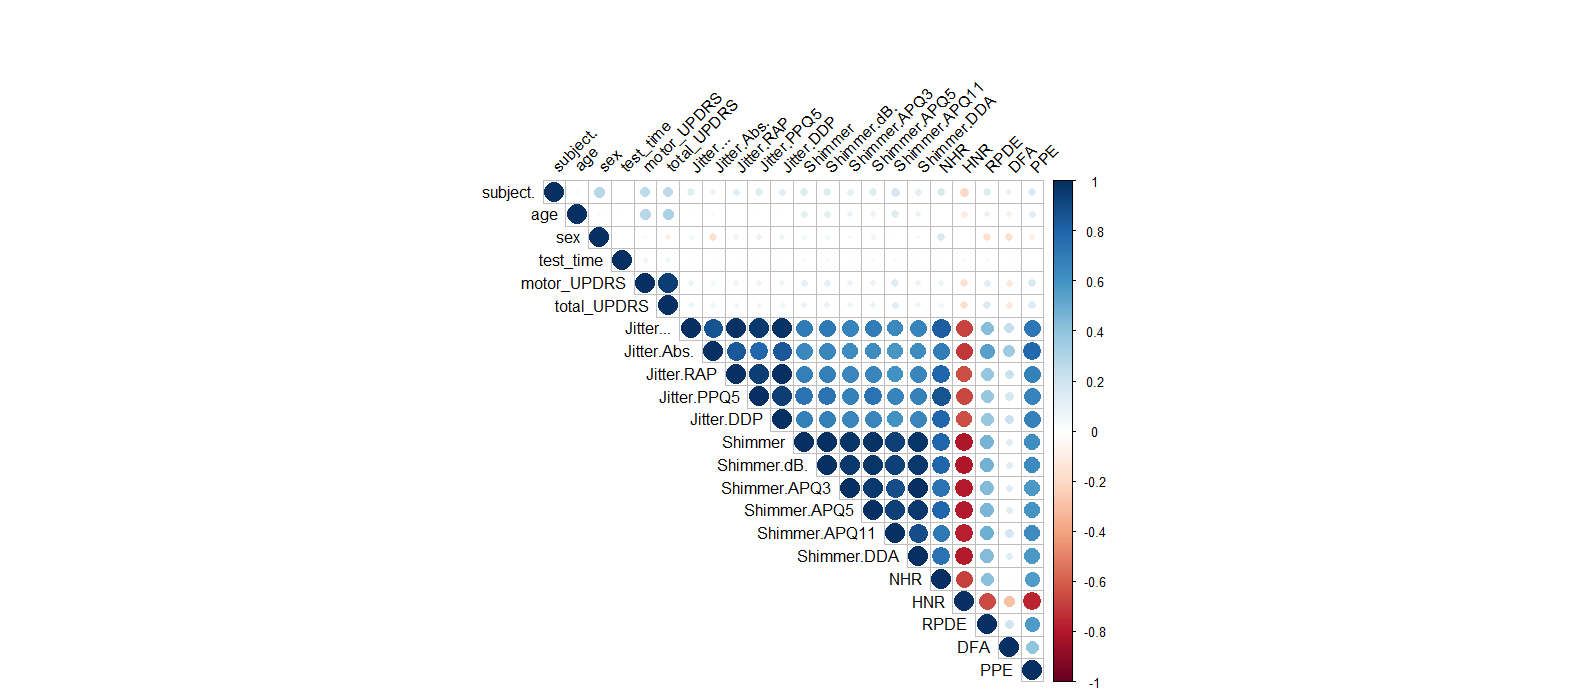 subject.
age
sex
test_time
motor_UPDRS
total_UPDRS
Jitter...
Jitter.Abs.
Jitter.RAP
Jitter.PPQ5
Jitter.DDP
Shimmer
Shimmer.dB.
Shimmer.APQ3
Shimmer.APQ5
Shimmer.APQ11
Shimmer.DDA
NHR
HNR
RPDE
DFA
PPE
subject.
age
sex
test_time
motor_UPDRS
total_UPDRS
Jitter...
Jitter.Abs.
Jitter.RAP
Jitter.PPQ5
Jitter.DDP
Shimmer
Shimmer.dB.
Shimmer.APQ3
Shimmer.APQ5
Shimmer.APQ11
Shimmer.DDA
NHR
HNR
RPDE
DFA
PPE
1
0.8
0.6
0.4
0.2
0
-0.2
-0.4
-0.6
-0.8
-1